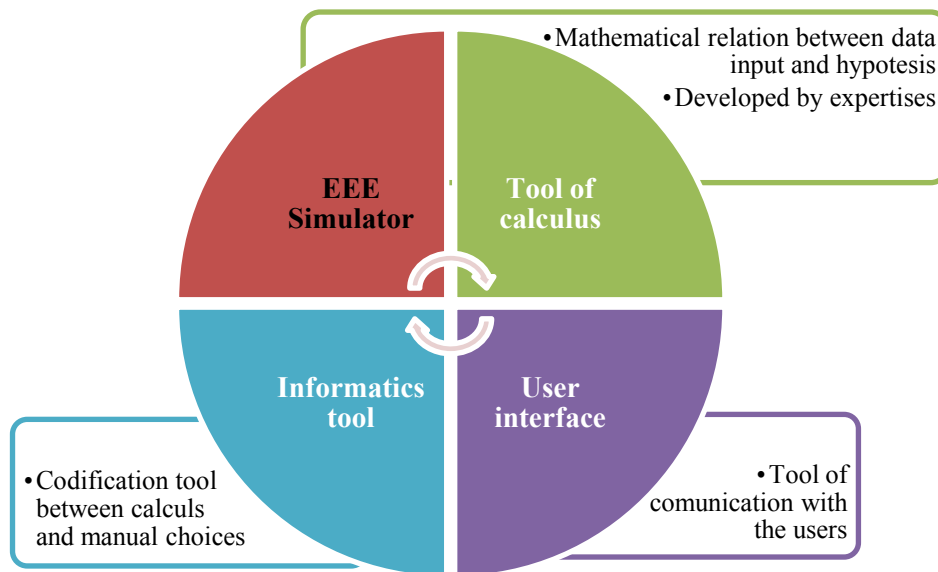 •Mathematical relation between data
input and hypotesis
•Developed by expertises
EEE
Simulator
Tool of
calculus
Informatics
tool
User
interface
•Codification tool
between calculs
and manual choices
•Tool of
comunication with
the users